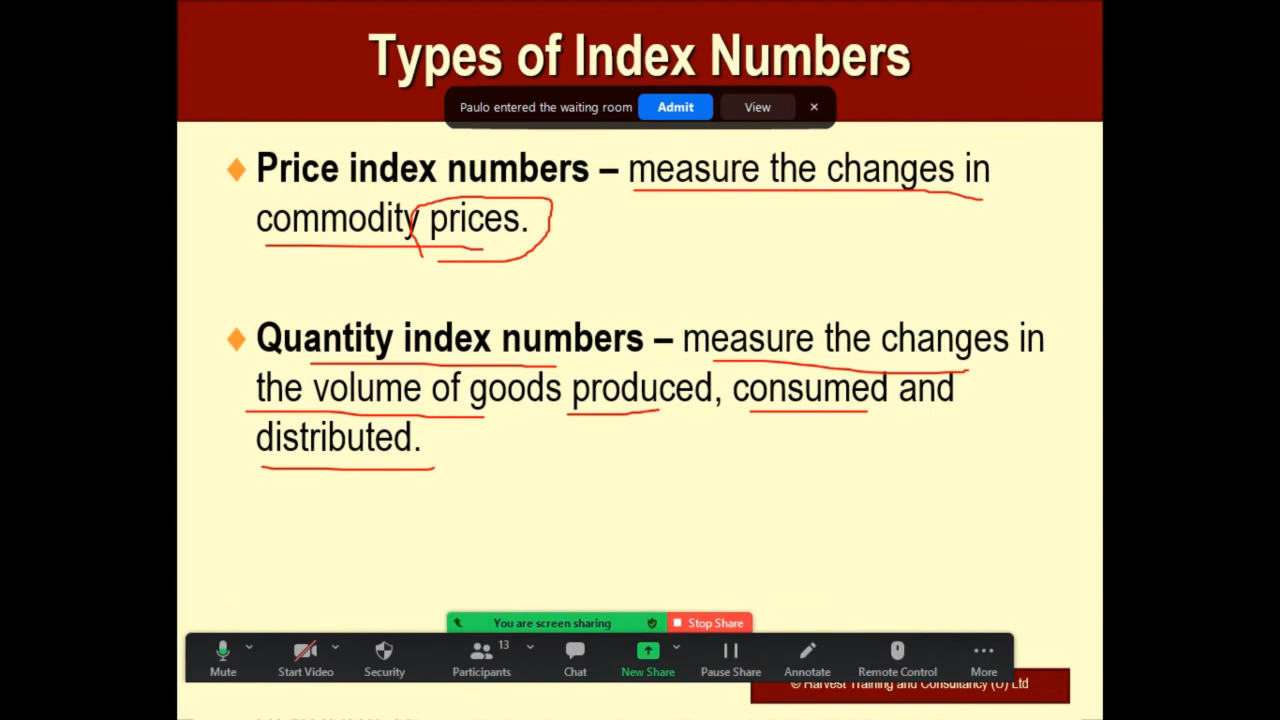 Types of Index Numbers
Paulo entered the waiting room Admit View
Price index numbers – measure the changes in
commodity prices.
Quantity index numbers – measure the changes in
the volume of goods produced, consumed and
distributed.
You are screen sharing Stop Share
13
Mute Start Video Security Participants Chat New Share Pause Share Annotate Remote Control More
© Harvest Training and Consultancy (U) Ltd